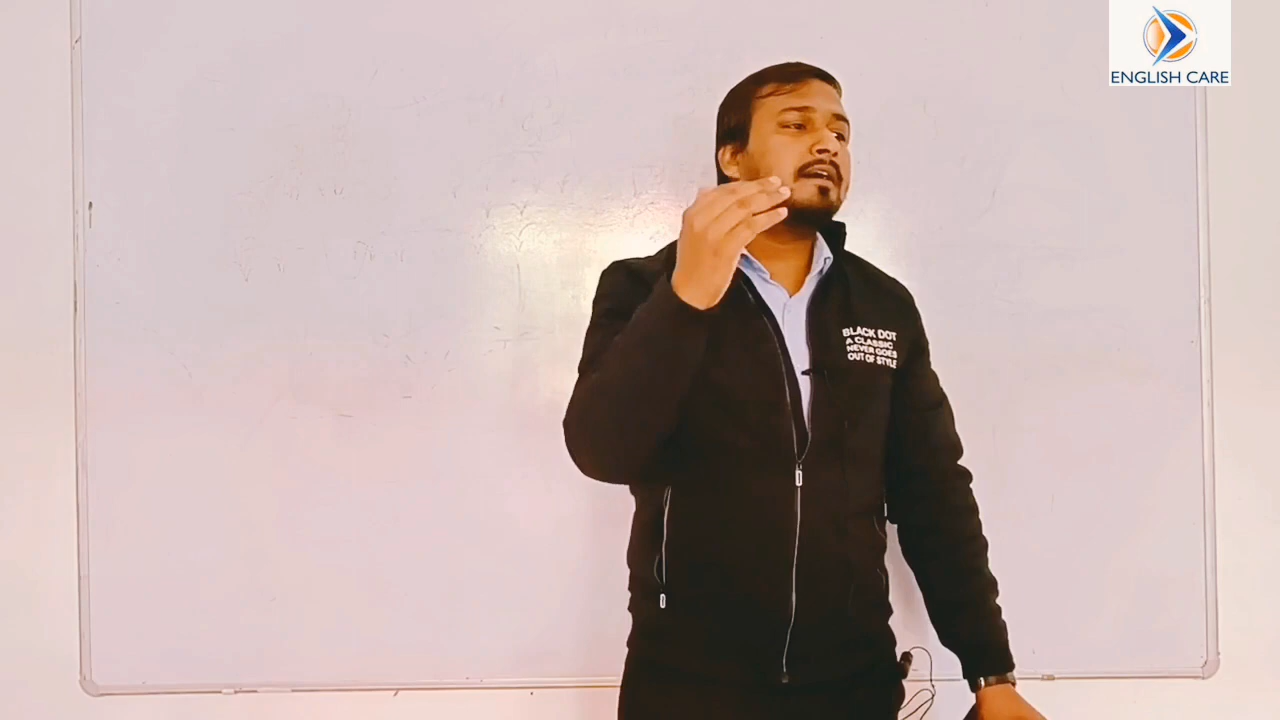 ENGLISH CARE
BLACK DOT
A CLASSIC
NEVER GOES
OUT OF STYLE